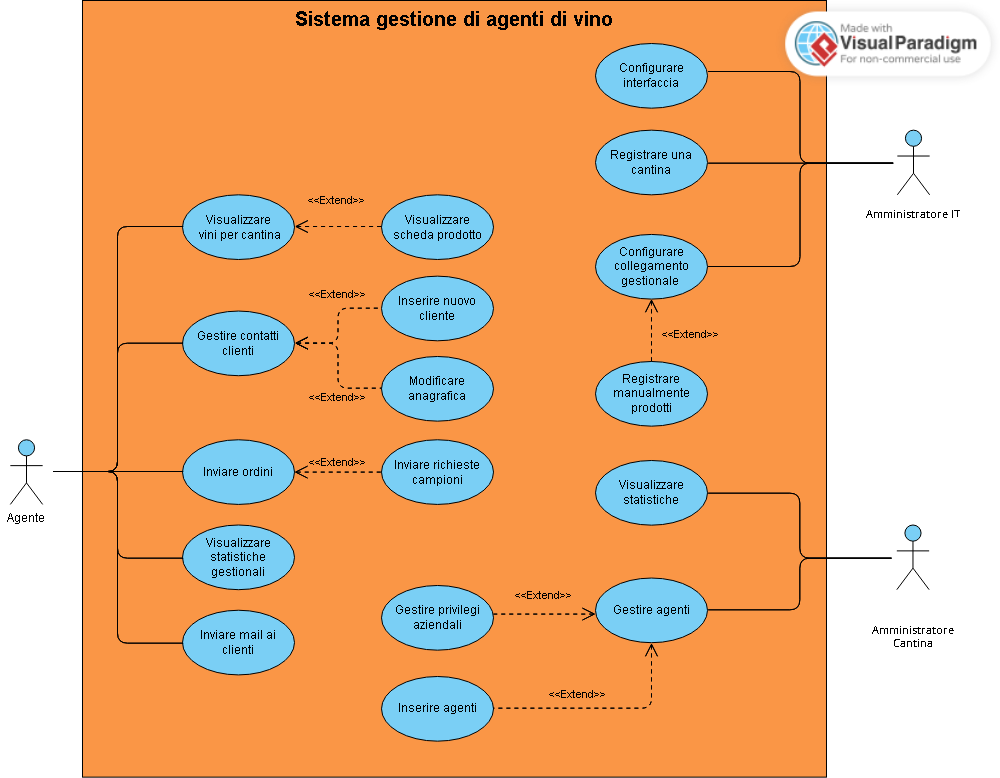 Sistema gestione di agenti di vino
Made with
VisualParadigm
For non-commercial use
Configurare
interfaccia
Registrare una
cantina
Amministratore IT
<<Extend>>
Visualizzare
vini per cantina
Visualizzare
scheda prodotto
Configurare
collegamento
gestionale
<<Extend>>
Inserire nuovo
cliente
Gestire contatti
clienti
<<Extend>>
Modificare
anagrafica
<<Extend>>
Registrare
manualmente
prodotti
Agente
Inviare ordini
<<Extend>>
Inviare richieste
campioni
Visualizzare
statistiche
Visualizzare
statistiche
gestionali
Gestire privilegi
aziendali
<<Extend>>
Gestire agenti
Amministratore
Cantina
Inviare mail ai
clienti
Inserire agenti
<<Extend>>